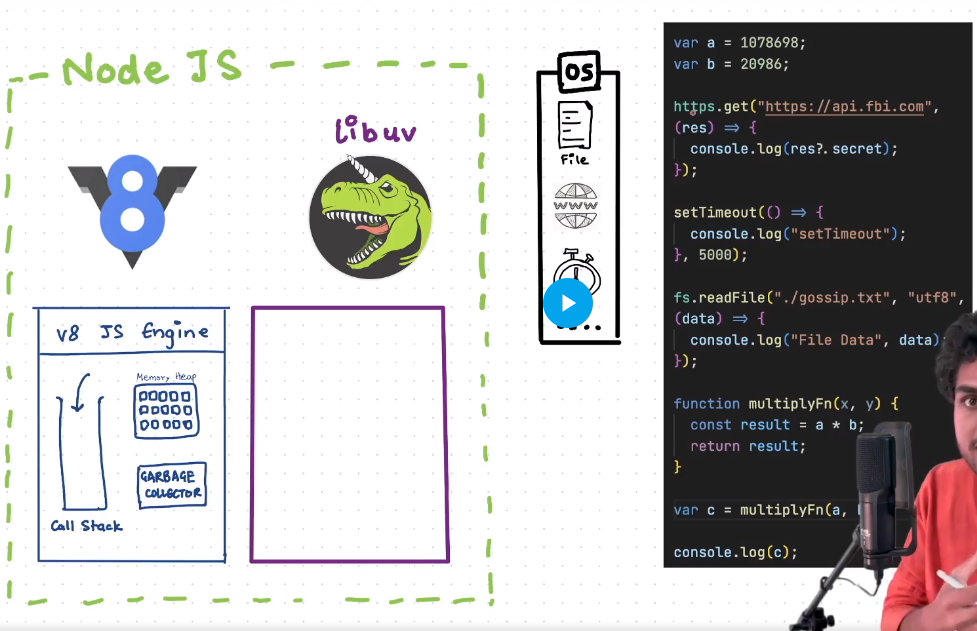 Node JS
libuv
V8
V8 JS Engine
Memory Heap
GARBAGE
COLLECTOR
Call Stack
OS
File
www
var a = 1078698;
var b = 20986;
https.get("https://api.fbi.com",
(res) => {
console.log(res?.secret);
});
setTimeout(() => {
console.log("setTimeout");
}, 5000);
fs.readFile("./gossip.txt", "utf8",
(data) => {
console.log("File Data", data);
});
function multiplyFn(x, y) {
const result = a * b;
return result;
}
var c = multiplyFn(a,
console.log(c);